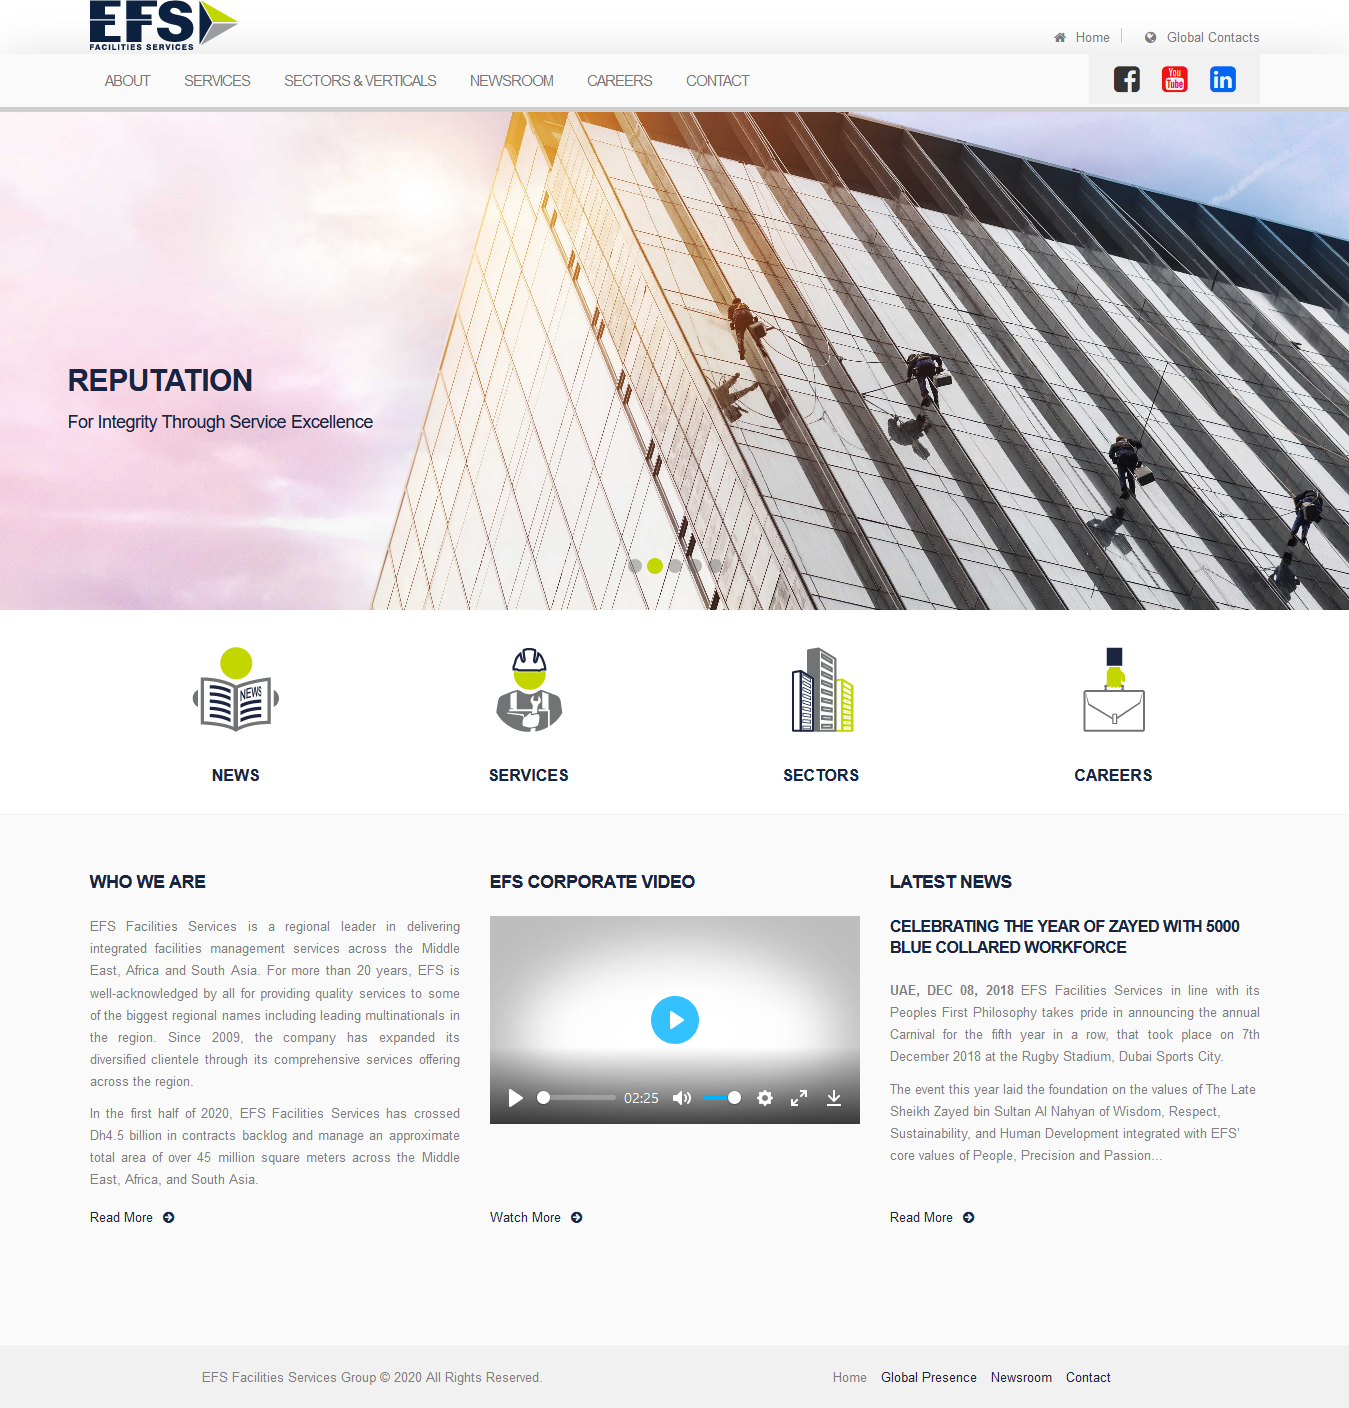 EFS
FACILITIES SERVICES
Home
Global Contacts
ABOUT SERVICES SECTORS & VERTICALS NEWSROOM CAREERS CONTACT
You
Tube
in
REPUTATION
For Integrity Through Service Excellence
NEWS
NEWS
SERVICES
SECTORS
CAREERS
WHO WE ARE
EFS Facilities Services is a regional leader in delivering
integrated facilities management services across the Middle
East, Africa and South Asia. For more than 20 years, EFS is
well-acknowledged by all for providing quality services to some
of the biggest regional names including leading multinationals in
the region. Since 2009, the company has expanded its
diversified clientele through its comprehensive services offering
across the region.
In the first half of 2020, EFS Facilities Services has crossed
Dh4.5 billion in contracts backlog and manage an approximate
total area of over 45 million square meters across the Middle
East, Africa, and South Asia.
Read More
EFS CORPORATE VIDEO
02:25
Watch More
LATEST NEWS
CELEBRATING THE YEAR OF ZAYED WITH 5000
BLUE COLLARED WORKFORCE
UAE, DEC 08, 2018 EFS Facilities Services in line with its
Peoples First Philosophy takes pride in announcing the annual
Carnival for the fifth year in a row, that took place on 7th
December 2018 at the Rugby Stadium, Dubai Sports City.
The event this year laid the foundation on the values of The Late
Sheikh Zayed bin Sultan Al Nahyan of Wisdom, Respect,
Sustainability, and Human Development integrated with EFS’
core values of People, Precision and Passion...
Read More
EFS Facilities Services Group © 2020 All Rights Reserved.
Home Global Presence Newsroom Contact